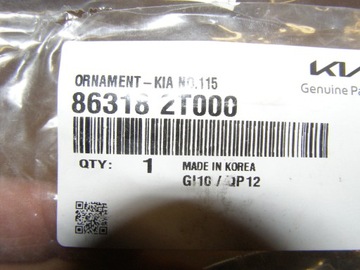 ORNAMENT-KIA NO.115
KIA
Genuine Pa
86318 2T000
QTY: 1
MADE IN KOREA
GI10 / QP12